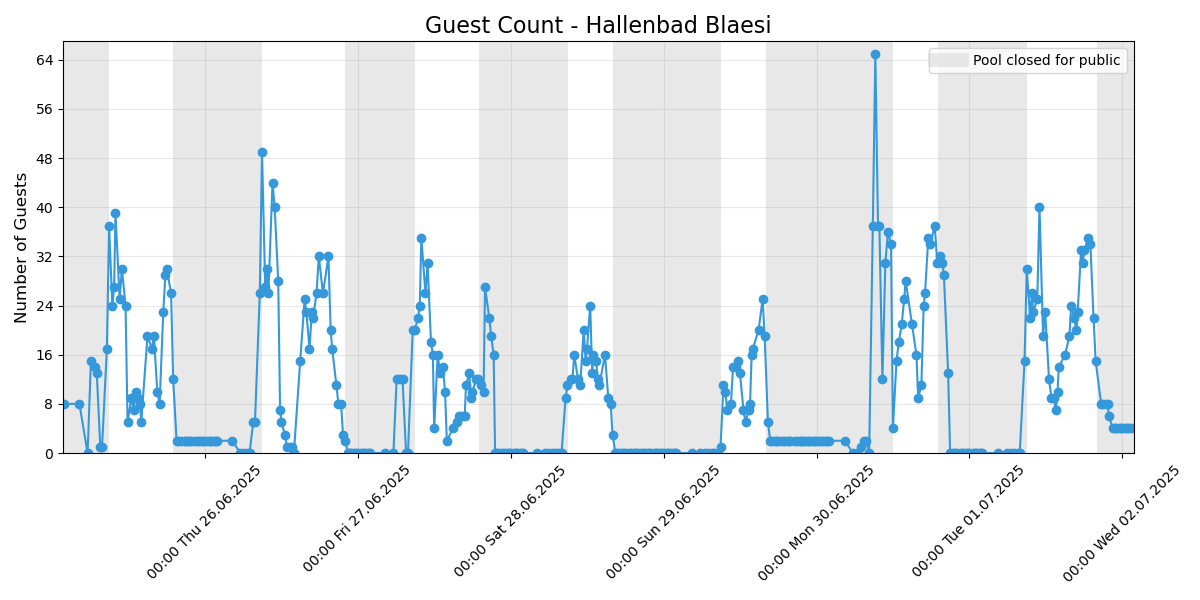 Guest Count - Hallenbad Blaesi
Pool closed for public
Number of Guests
64
56
48
40
32
24
16
8
0
00:00 Thu 26.06.2025
00:00 Fri 27.06.2025
00:00 Sat 28.06.2025
00:00 Sun 29.06.2025
00:00 Mon 30.06.2025
00:00 Tue 01.07.2025
00:00 Wed 02.07.2025